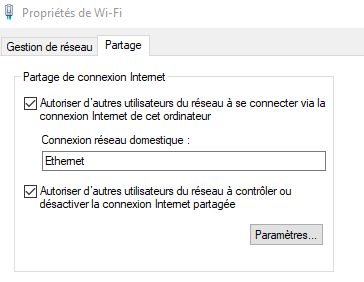 Propriétés de Wi-Fi
Gestion de réseau
Partage
Partage de connexion Internet
Autoriser d'autres utilisateurs du réseau à se connecter via la
connexion Internet de cet ordinateur
Connexion réseau domestique :
Ethernet
Autoriser d'autres utilisateurs du réseau à contrôler ou
désactiver la connexion Internet partagée
Paramètres...